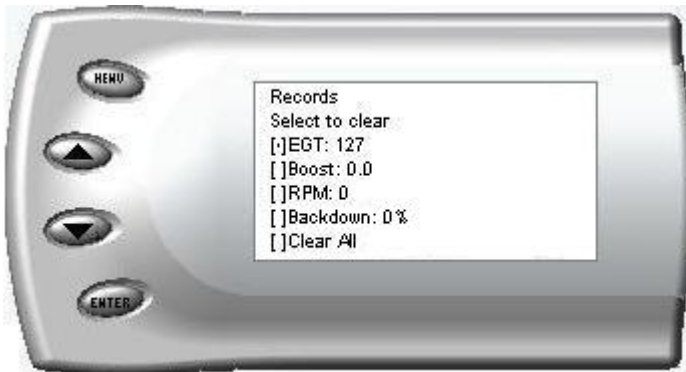 MENU
Records
Select to clear
[·]EGT: 127
[ ]Boost: 0.0
[ ]RPM: 0
[ ]Backdown: 0%
[ ]Clear All
ENTER